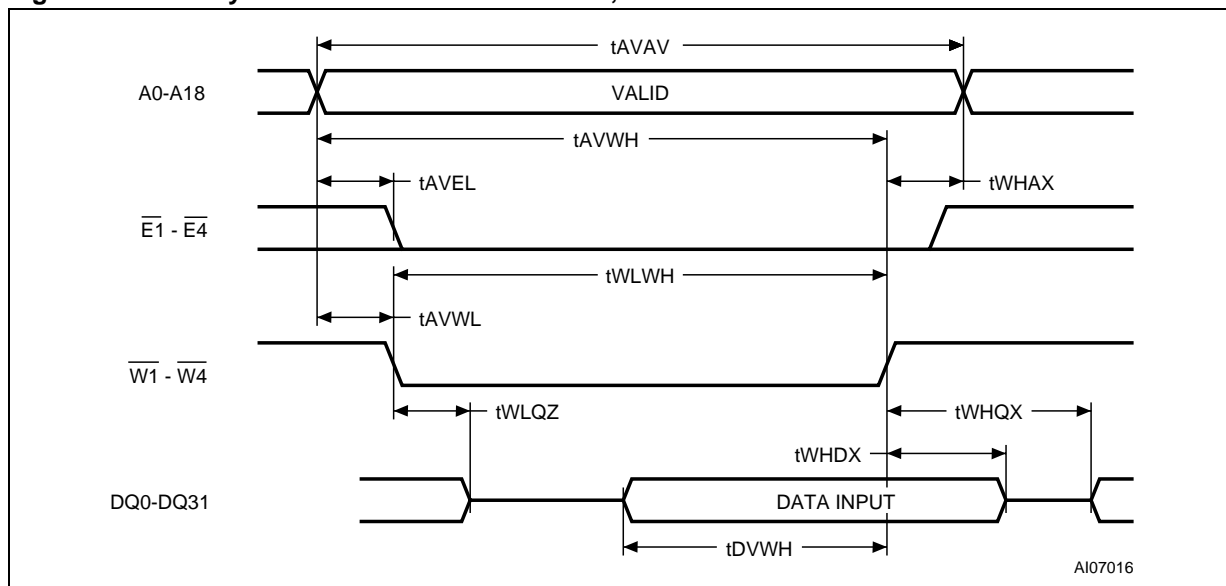 tAVAV
A0-A18
VALID
tAVWH
tAVEL
tWHAX
E1 - E4
tWLWH
tAVWL
W1 - W4
tWLQZ
tWHQX
tWHDX
DQ0-DQ31
DATA INPUT
tDVWH
AI07016